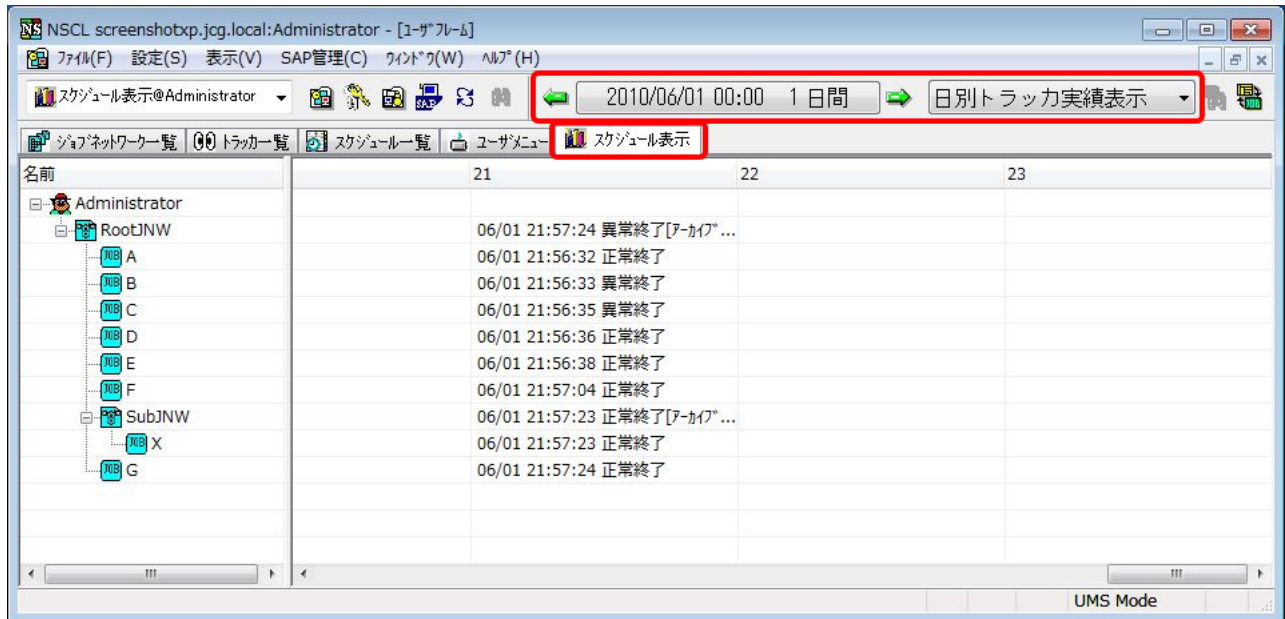 NSCL screenshotxp.jcg.local:Administrator - [ﾕｰｻﾞﾌﾚｰﾑ]
ﾌｧｲﾙ(F) 設定(S) 表示(V) SAP管理(C) ｳｨﾝﾄﾞｳ(W) ﾍﾙﾌﾟ(H)
ｽｹｼﾞｭｰﾙ表示@Administrator 2010/06/01 00:00 1 日間 日別トラッカ実績表示
ｼﾞｮﾌﾞﾈｯﾄﾜｰｸ一覧 ﾄﾗｯｶ一覧 ｽｹｼﾞｭｰﾙ一覧 ﾕｰｻﾞﾒﾆｭｰ ｽｹｼﾞｭｰﾙ表示
名前 21 22 23
Administrator
RootJNW 06/01 21:57:24 異常終了[ｱｰｶｲﾌﾞ...
JOB A 06/01 21:56:32 正常終了
JOB B 06/01 21:56:33 異常終了
JOB C 06/01 21:56:35 異常終了
JOB D 06/01 21:56:36 正常終了
JOB E 06/01 21:56:38 正常終了
JOB F 06/01 21:57:04 正常終了
SubJNW 06/01 21:57:23 正常終了[ｱｰｶｲﾌﾞ...
JOB X 06/01 21:57:23 正常終了
JOB G 06/01 21:57:24 正常終了
UMS Mode